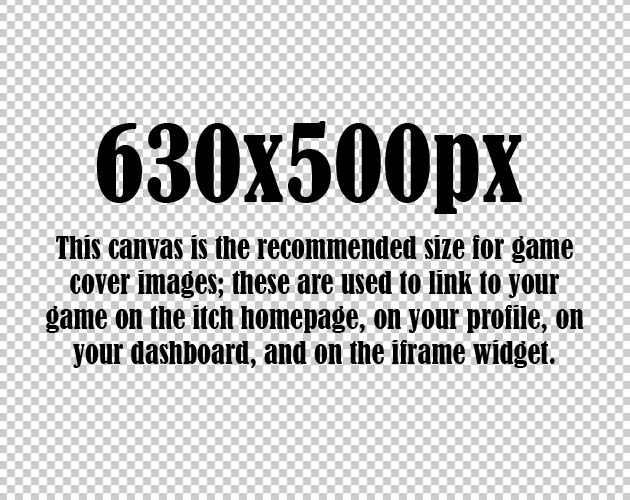 630x500px
This canvas is the recommended size for game
cover images; these are used to link to your
game on the itch homepage, on your profile, on
your dashboard, and on the iframe widget.